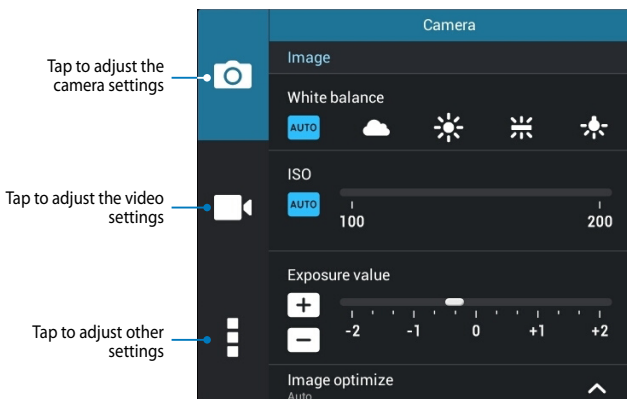 Camera
Tap to adjust the
camera settings
Image
White balance
AUTO
Tap to adjust the video
settings
ISO
AUTO
100 200
Exposure value
-2 -1 0 +1 +2
Tap to adjust other
settings
Image optimize
Auto